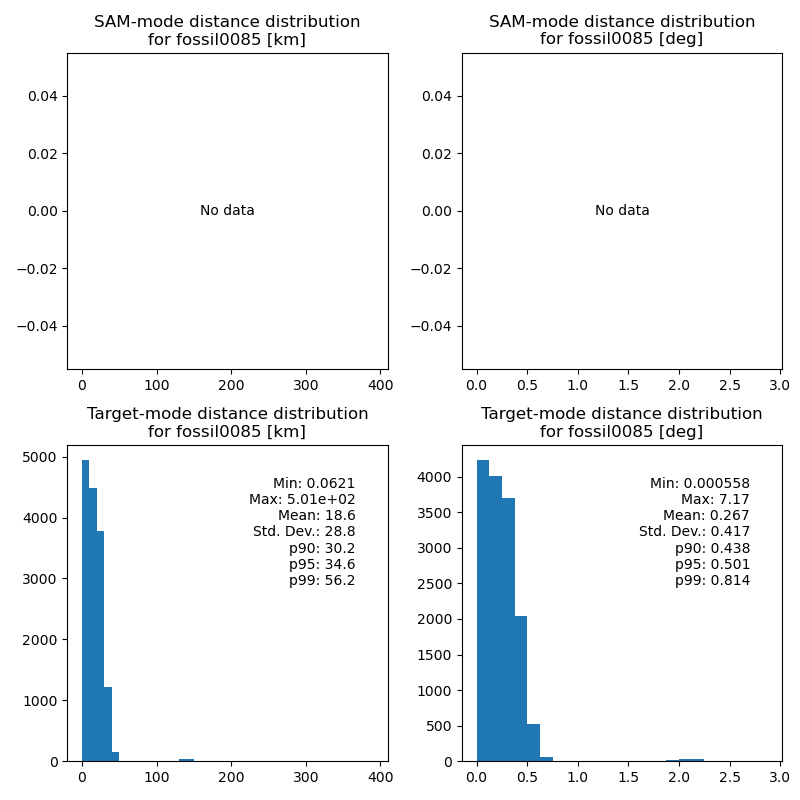 SAM-mode distance distribution
for fossil0085 [km]
0.04
0.02
0.00
−0.02
−0.04
No data
0
100
200
300
400
SAM-mode distance distribution
for fossil0085 [deg]
0.04
0.02
0.00
−0.02
−0.04
No data
0.0
0.5
1.0
1.5
2.0
2.5
3.0
Target-mode distance distribution
for fossil0085 [km]
5000
4000
3000
2000
1000
0
Min: 0.0621
Max: 5.01e+02
Mean: 18.6
Std. Dev.: 28.8
p90: 30.2
p95: 34.6
p99: 56.2
0
100
200
300
400
Target-mode distance distribution
for fossil0085 [deg]
4000
3500
3000
2500
2000
1500
1000
500
0
Min: 0.000558
Max: 7.17
Mean: 0.267
Std. Dev.: 0.417
p90: 0.438
p95: 0.501
p99: 0.814
0.0
0.5
1.0
1.5
2.0
2.5
3.0